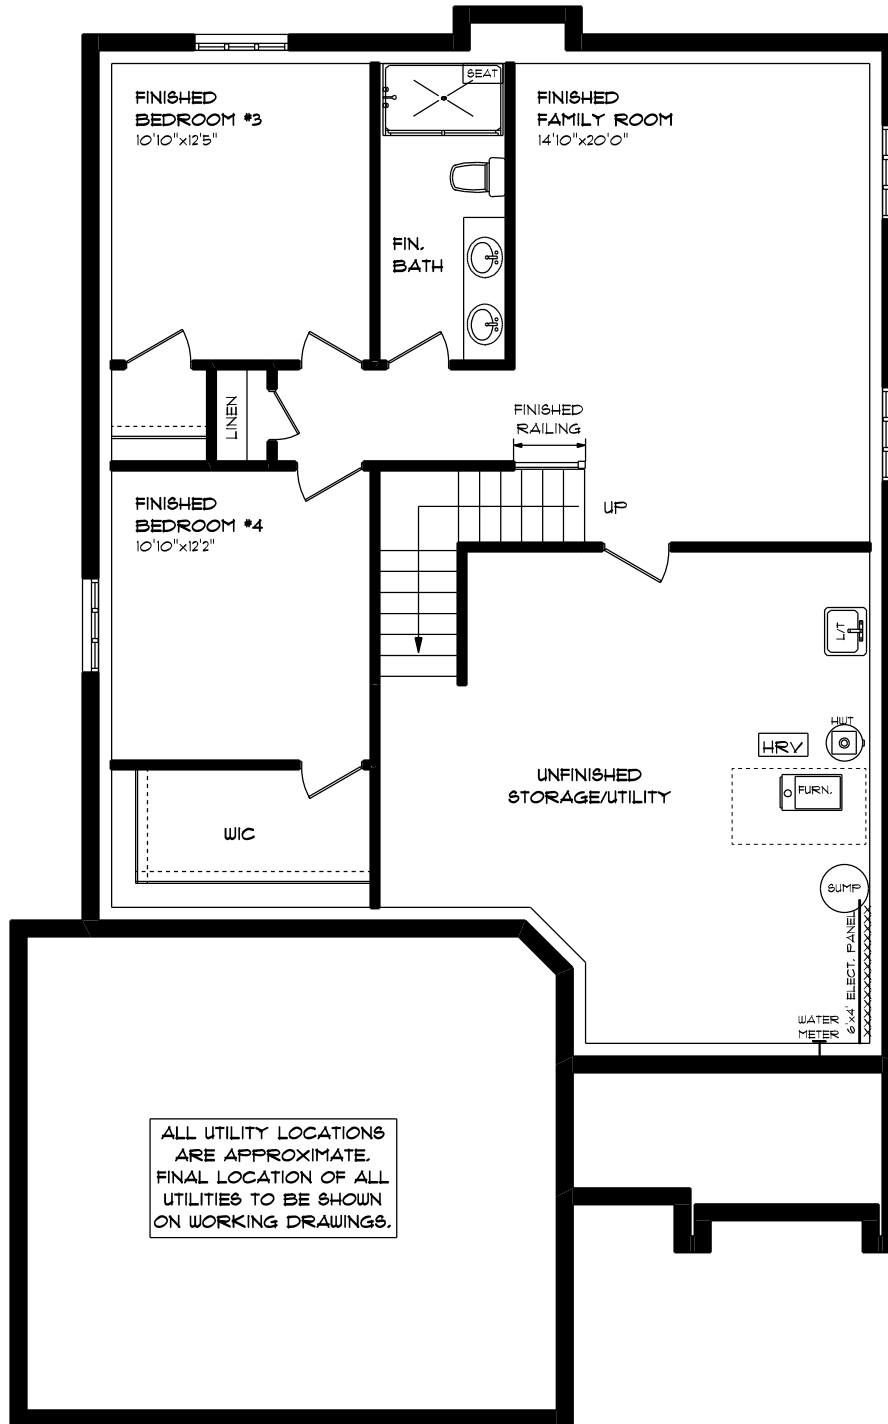 FINISHED
BEDROOM #3
10'10"x12'5"
SEAT
FIN.
BATH
FINISHED
FAMILY ROOM
14'10"x20'0"
LINEN
FINISHED
RAILING
UP
FINISHED
BEDROOM #4
10'10"x12'2"
L/T
HWT
HRV
FURN.
UNFINISHED
STORAGE/UTILITY
WIC
SUMP
6'x4' ELECT. PANEL
WATER
METER
ALL UTILITY LOCATIONS
ARE APPROXIMATE.
FINAL LOCATION OF ALL
UTILITIES TO BE SHOWN
ON WORKING DRAWINGS.